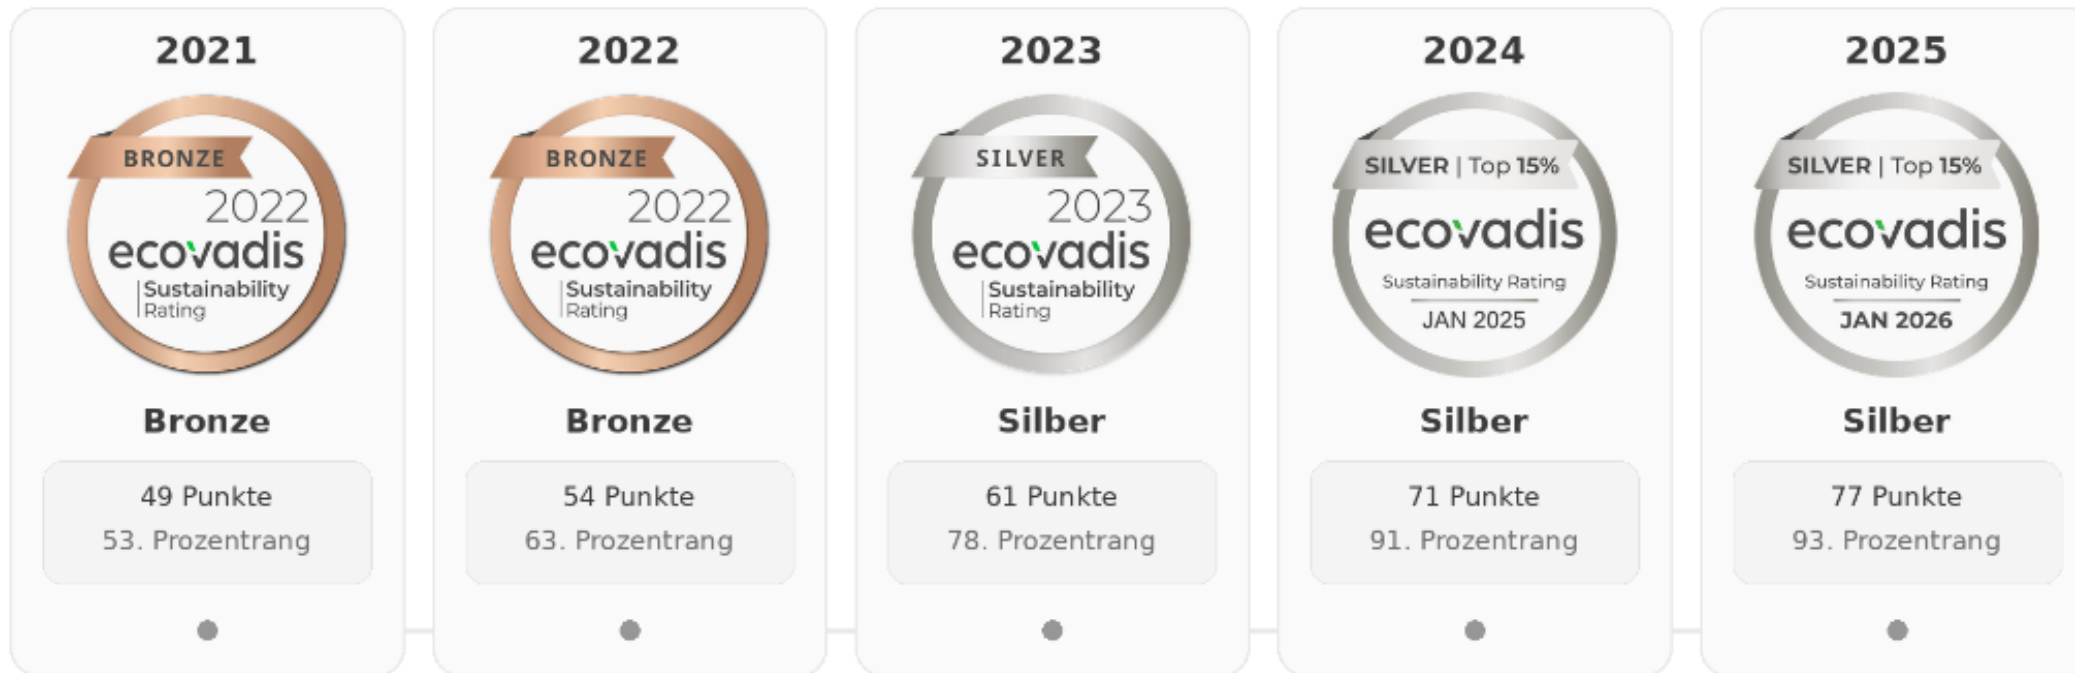 2021
BRONZE
2022
ecovadis
Sustainability
Rating
Bronze
49 Punkte
53. Prozentrang
2022
BRONZE
2022
ecovadis
Sustainability
Rating
Bronze
54 Punkte
63. Prozentrang
2023
SILVER
2023
ecovadis
Sustainability
Rating
Silber
61 Punkte
78. Prozentrang
2024
SILVER | Top 15%
ecovadis
Sustainability Rating
JAN 2025
Silber
71 Punkte
91. Prozentrang
2025
SILVER | Top 15%
ecovadis
Sustainability Rating
JAN 2026
Silber
77 Punkte
93. Prozentrang